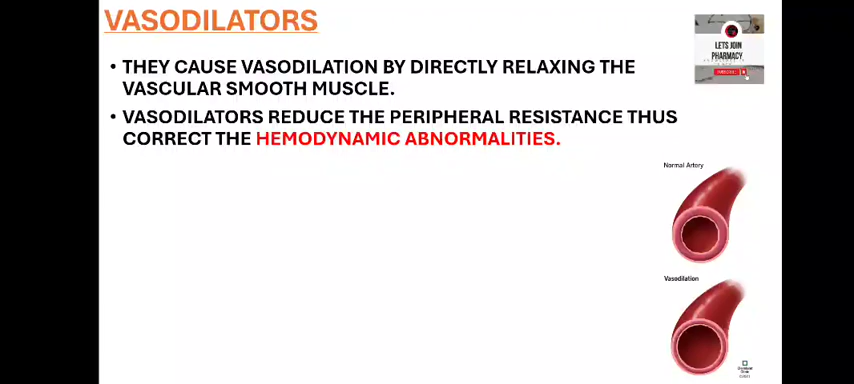 VASODILATORS
• THEY CAUSE VASODILATION BY DIRECTLY RELAXING THE
VASCULAR SMOOTH MUSCLE.
• VASODILATORS REDUCE THE PERIPHERAL RESISTANCE THUS
CORRECT THE HEMODYNAMIC ABNORMALITIES.
LETS JOIN
PHARMACY
Normal Artery
Vasodilation